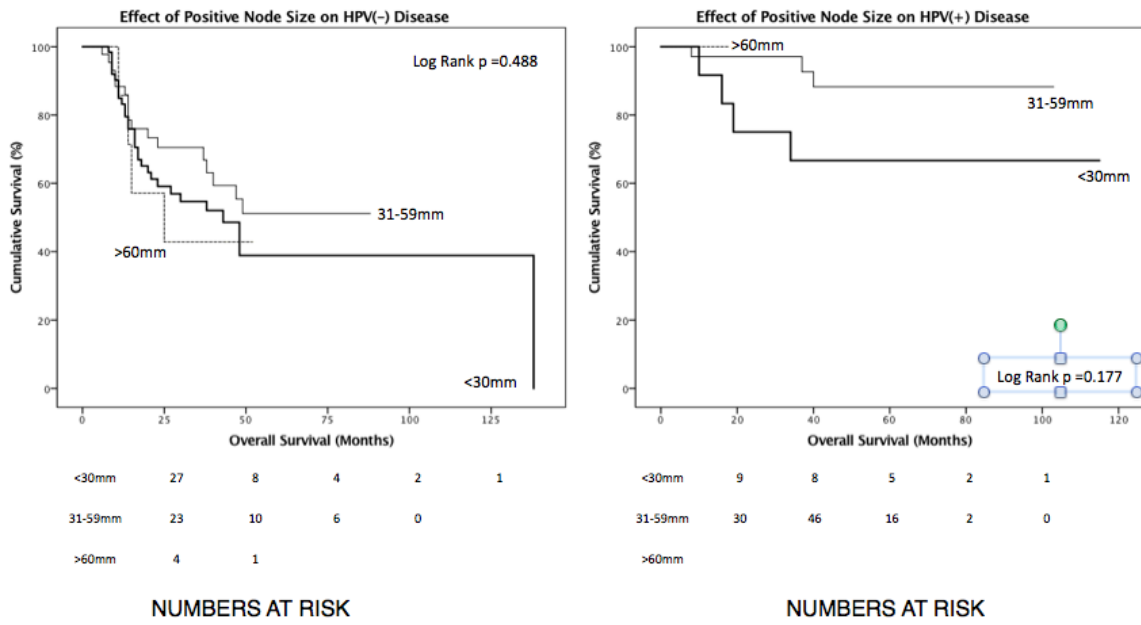 Effect of Positive Node Size on HPV(-) Disease
Log Rank p =0.488
Cumulative Survival (%)
100
80
60
40
20
0
31-59mm
>60mm
<30mm
0 25 50 75 100 125
Overall Survival (Months)
<30mm 27 8 4 2 1
31-59mm 23 10 6 0
>60mm 4 1
NUMBERS AT RISK
Effect of Positive Node Size on HPV(+) Disease
Cumulative Survival (%)
100
80
60
40
20
0
>60mm
31-59mm
<30mm
Log Rank p =0.177
0 20 40 60 80 100 120
Overall Survival (Months)
<30mm 9 8 5 2 1
31-59mm 30 46 16 2 0
>60mm
NUMBERS AT RISK